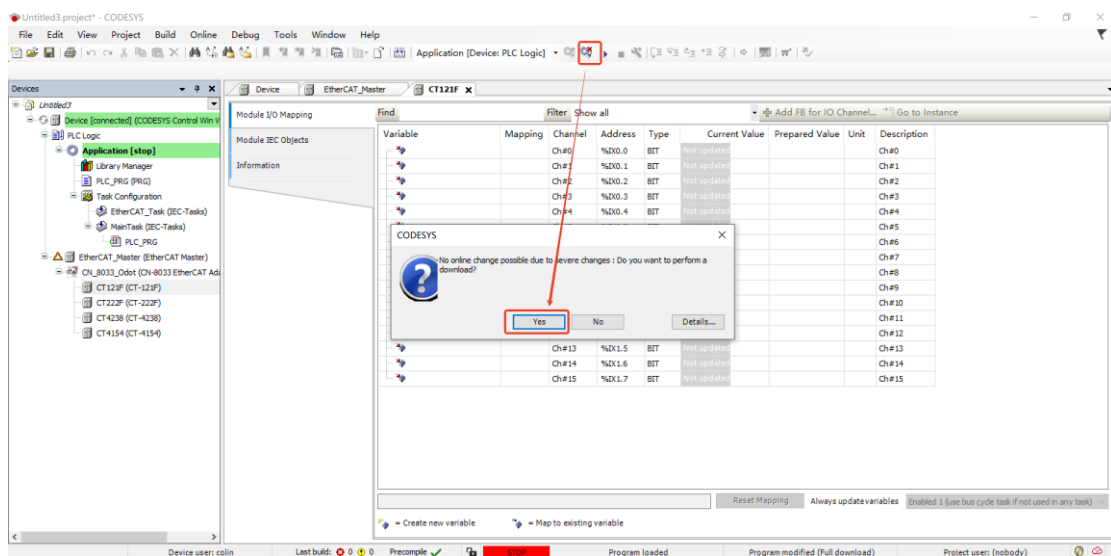 Untitled3.project* - CODESYS
File Edit View Project Build Online Debug Tools Window Help
Application [Device: PLC Logic]
Devices
Untitled3
Device [connected] (CODESYS Control Win V
PLC Logic
Application [stop]
Library Manager
PLC_PRG (PRG)
Task Configuration
EtherCAT_Task (IEC-Tasks)
MainTask (IEC-Tasks)
PLC_PRG
EtherCAT_Master (EtherCAT Master)
CN_8033_Odot (CN-8033 EtherCAT Ada
CT121F (CT-121F)
CT222F (CT-222F)
CT4238 (CT-4238)
CT4154 (CT-4154)
Device EtherCAT_Master CT121F
Module I/O Mapping
Module IEC Objects
Information
Find Filter Show all Add FB for IO Channel... Go to Instance
Variable Mapping Channel Address Type Current Value Prepared Value Unit Description
Ch#0 %IX0.0 BIT Not updated Ch#0
Ch#1 %IX0.1 BIT Not updated Ch#1
Ch#2 %IX0.2 BIT Not updated Ch#2
Ch#3 %IX0.3 BIT Not updated Ch#3
Ch#4 %IX0.4 BIT Not updated Ch#4
Ch#5
Ch#6
Ch#7
Ch#8
Ch#9
Ch#10
Ch#11
Ch#12
CODESYS
No online change possible due to severe changes : Do you want to perform a
download?
Yes No Details...
Ch#13 %IX1.5 BIT Not updated Ch#13
Ch#14 %IX1.6 BIT Not updated Ch#14
Ch#15 %IX1.7 BIT Not updated Ch#15
Reset Mapping Always update variables Enabled 1 (use bus cycle task if not used in any task)
= Create new variable = Map to existing variable
Device user: colin Last build: 0 0 Precompile STOP Program loaded Program modified (Full download) Project user: (nobody)